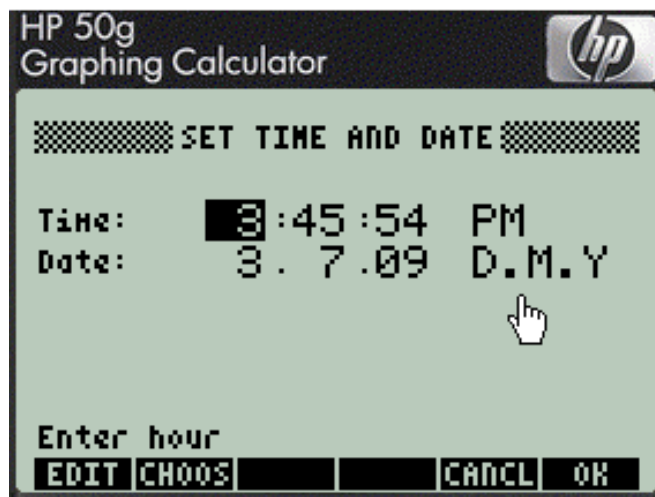 HP 50g
Graphing Calculator
hp
SET TIME AND DATE
Time: 3:45:54 PM
Date: 3. 7.09 D.M.Y
Enter hour
EDIT CHOOS CANCL OK